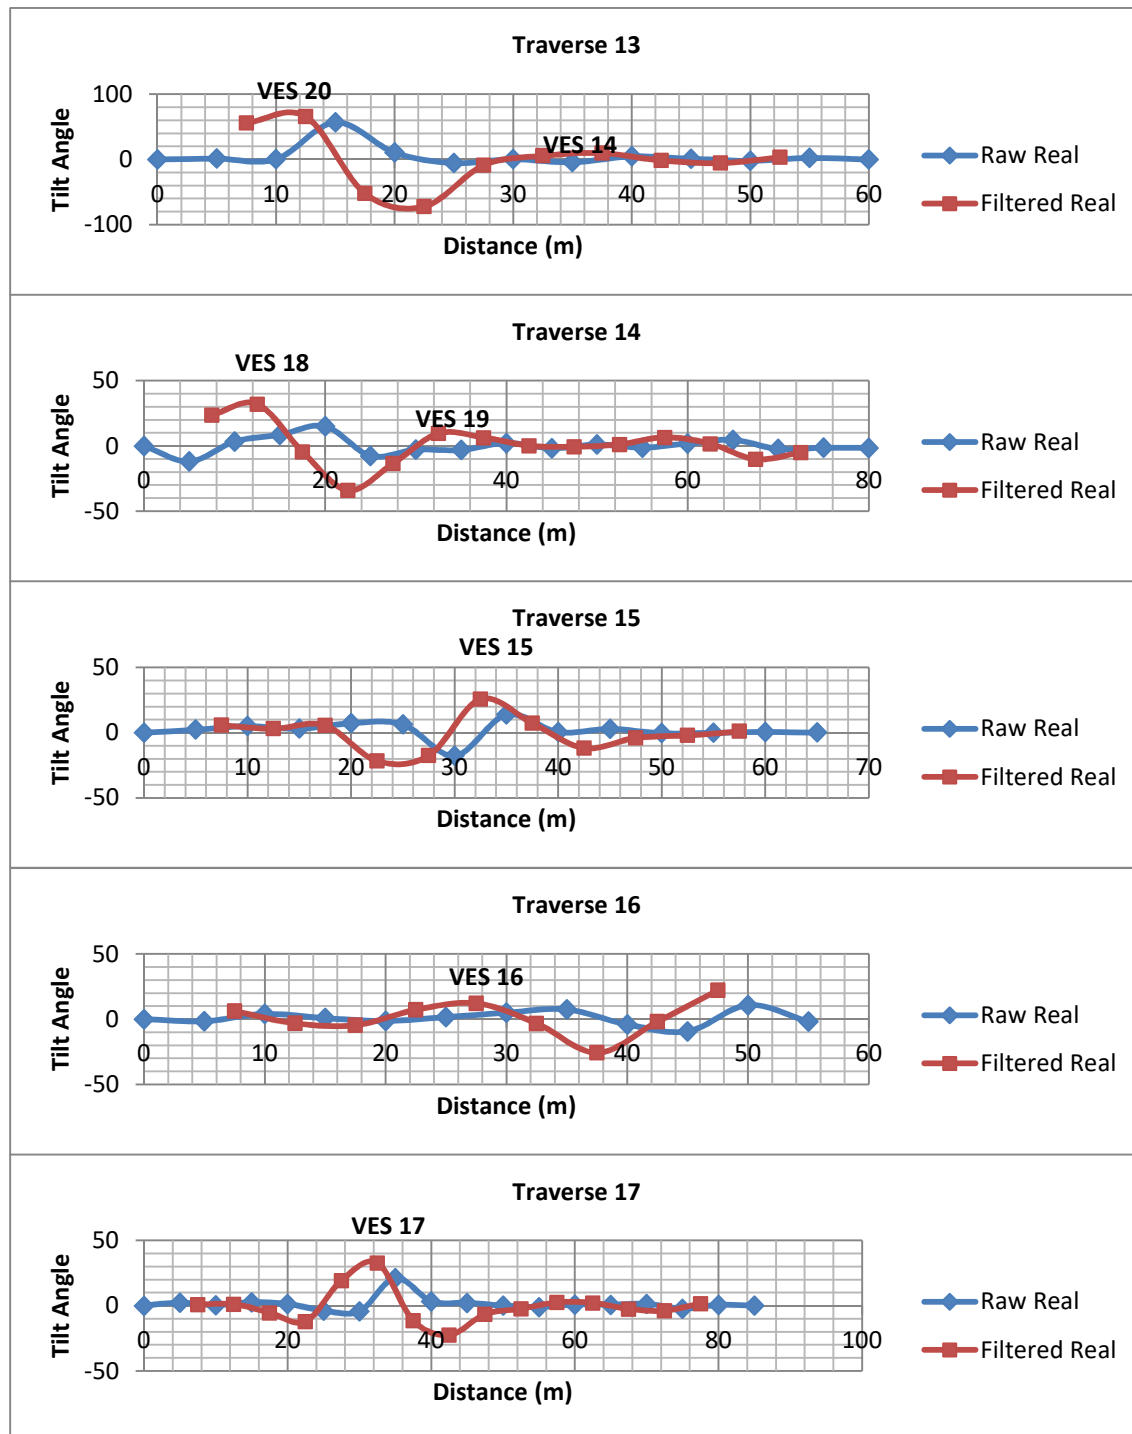 Traverse 13
VES 20
VES 14
Tilt Angle
100
0
-100
0 10 20 30 40 50 60
Distance (m)
Raw Real
Filtered Real
Traverse 14
VES 18
VES 19
Tilt Angle
50
0
-50
0 20 40 60 80
Distance (m)
Raw Real
Filtered Real
Traverse 15
VES 15
Tilt Angle
50
0
-50
0 10 20 30 40 50 60 70
Distance (m)
Raw Real
Filtered Real
Traverse 16
VES 16
Tilt Angle
50
0
-50
0 10 20 30 40 50 60
Distance (m)
Raw Real
Filtered Real
Traverse 17
VES 17
Tilt Angle
50
0
-50
0 20 40 60 80 100
Distance (m)
Raw Real
Filtered Real